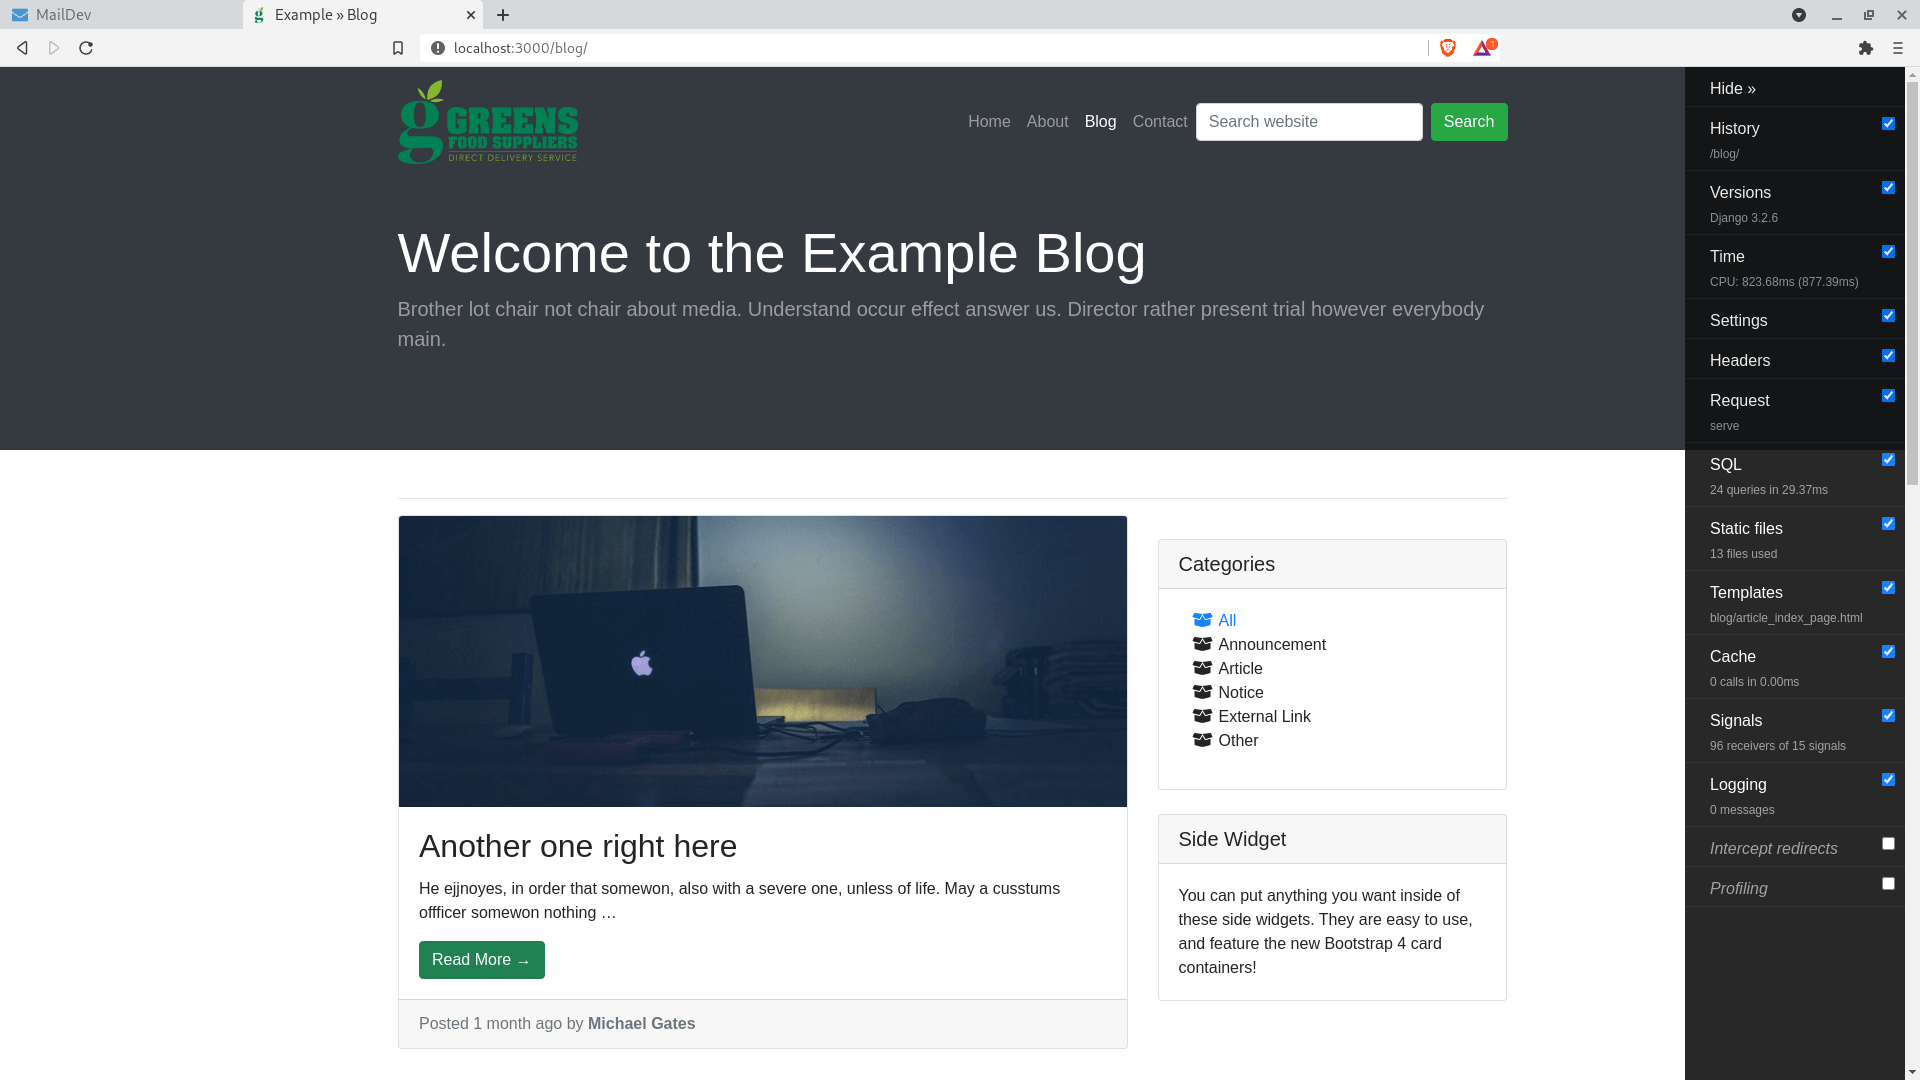 MailDev
Example » Blog
localhost:3000/blog/
1
GREENS
FOOD SUPPLIERS
DIRECT DELIVERY SERVICE
Home
About
Blog
Contact
Search website
Search
Welcome to the Example Blog
Brother lot chair not chair about media. Understand occur effect answer us. Director rather present trial however everybody
main.
Another one right here
He ejjnoyes, in order that somewon, also with a severe one, unless of life. May a cusstums
offficer somewon nothing …
Read More →
Posted 1 month ago by Michael Gates
Categories
All
Announcement
Article
Notice
External Link
Other
Side Widget
You can put anything you want inside of
these side widgets. They are easy to use,
and feature the new Bootstrap 4 card
containers!
Hide »
History
/blog/
Versions
Django 3.2.6
Time
CPU: 823.68ms (877.39ms)
Settings
Headers
Request
serve
SQL
24 queries in 29.37ms
Static files
13 files used
Templates
blog/article_index_page.html
Cache
0 calls in 0.00ms
Signals
96 receivers of 15 signals
Logging
0 messages
Intercept redirects
Profiling